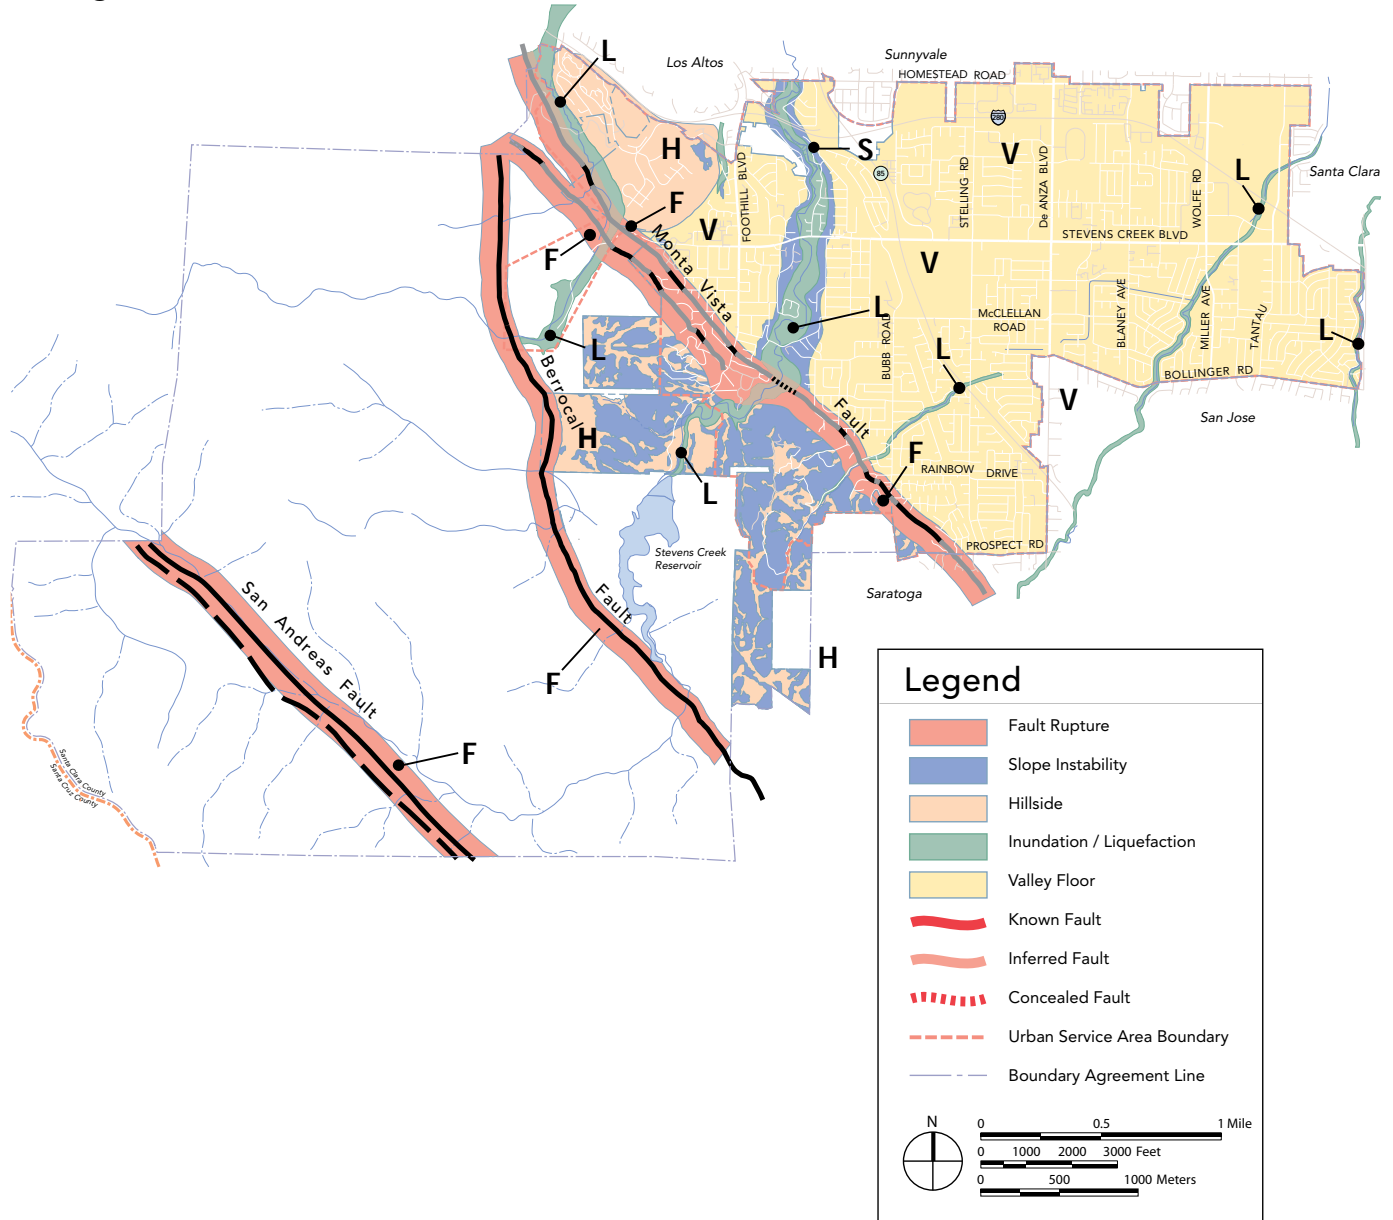 L
Los Altos
Sunnyvale
HOMESTEAD ROAD
280
H
S
V
85
L
Santa Clara
FOOTHILL BLVD
STELLING RD
De ANZA BLVD
WOLFE RD
F
F
V
Monta Vista
STEVENS CREEK BLVD
V
L
BUBB ROAD
McCLELLAN
ROAD
BLANEY AVE
MILLER AVE
TANTAU
L
L
L
Berrocal
BOLLINGER RD
V
San Jose
H
Fault
F
RAINBOW DRIVE
L
PROSPECT RD
Stevens Creek
Reservoir
Saratoga
San Andreas Fault
Fault
F
H
F
Santa Clara County
Santa Cruz County
Legend
Fault Rupture
Slope Instability
Hillside
Inundation / Liquefaction
Valley Floor
Known Fault
Inferred Fault
Concealed Fault
Urban Service Area Boundary
Boundary Agreement Line
N
0 0.5 1 Mile
0 1000 2000 3000 Feet
0 500 1000 Meters